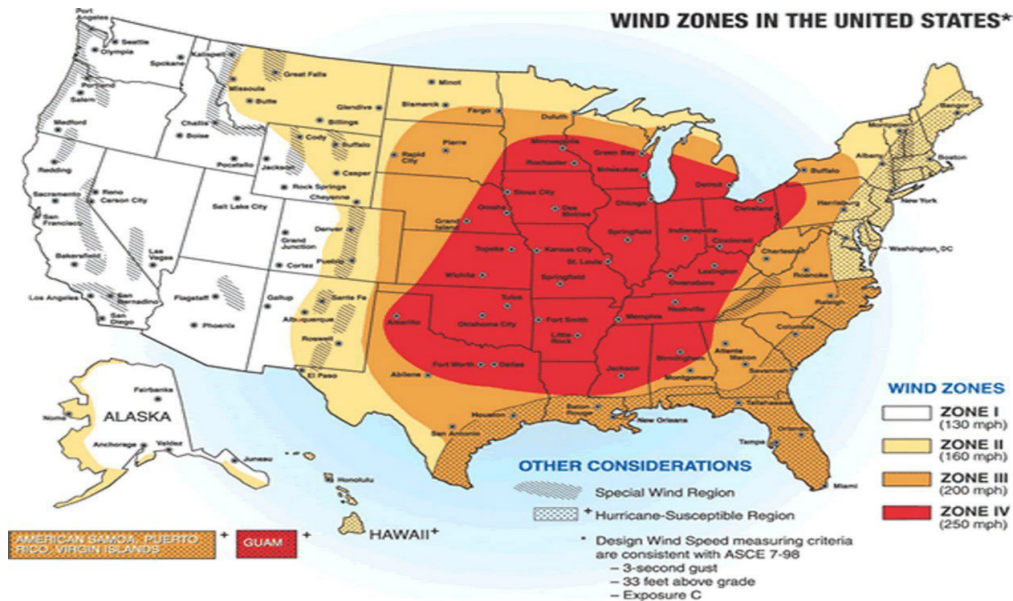 WIND ZONES IN THE UNITED STATES*
Port
Angeles
Seattle
Olympia
Spokane
Kalispell
Great Falls
Minot
Portland
Salem
Missoula
Butte
Glendive
Bismarck
Fargo
Duluth
Bangor
Billings
Medford
Challis
Boise
Cody
Buffalo
Pierre
Minneapolis
Green Bay
Albany
Boston
Redding
Pocatello
Jackson
Casper
Rapid
City
Rochester
Milwaukee
Detroit
Buffalo
Rock Springs
Sioux City
New York
Sacramento
Reno
Carson City
Salt Lake City
Cheyenne
Omaha
Des
Moines
Chicago
Cleveland
Harrisburg
San
Francisco
Grand
Junction
Denver
Grand
Island
Springfield
Indianapolis
Cincinnati
Washington, DC
Bakersfield
Las
Vegas
Cortez
Pueblo
Topeka
Kansas City
St. Louis
Charleston
Roanoke
Wichita
Springfield
Lexington
Owensboro
Los Angeles
San
Bernadino
Flagstaff
Gallup
Santa Fe
Tulsa
Nashville
Raleigh
San
Diego
Phoenix
Albuquerque
Amarillo
Oklahoma City
Fort Smith
Memphis
Columbia
Roswell
Little
Rock
Atlanta
Macon
Birmingham
El Paso
Fort Worth
Dallas
Savannah
Abilene
Jackson
Montgomery
Tallahassee
Houston
Baton
Rouge
New Orleans
San Antonio
Orlando
Tampa
Miami
Fairbanks
Nome
ALASKA
Anchorage
Valdez
Juneau
Honolulu
HAWAII+
AMERICAN SAMOA, PUERTO
RICO, VIRGIN ISLANDS
+
GUAM
+
OTHER CONSIDERATIONS
Special Wind Region
+ Hurricane-Susceptible Region
* Design Wind Speed measuring criteria
are consistent with ASCE 7-98
– 3-second gust
– 33 feet above grade
– Exposure C
WIND ZONES
ZONE I
(130 mph)
ZONE II
(160 mph)
ZONE III
(200 mph)
ZONE IV
(250 mph)